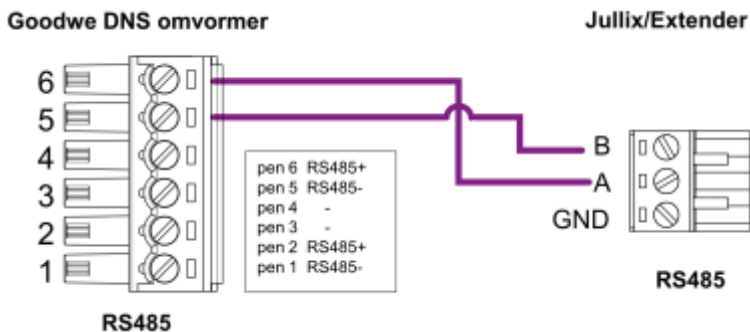 Goodwe DNS omvormer
Jullix/Extender
6
5
4
3
2
1
pen 6 RS485+
pen 5 RS485-
pen 4 -
pen 3 -
pen 2 RS485+
pen 1 RS485-
RS485
B
A
GND
RS485